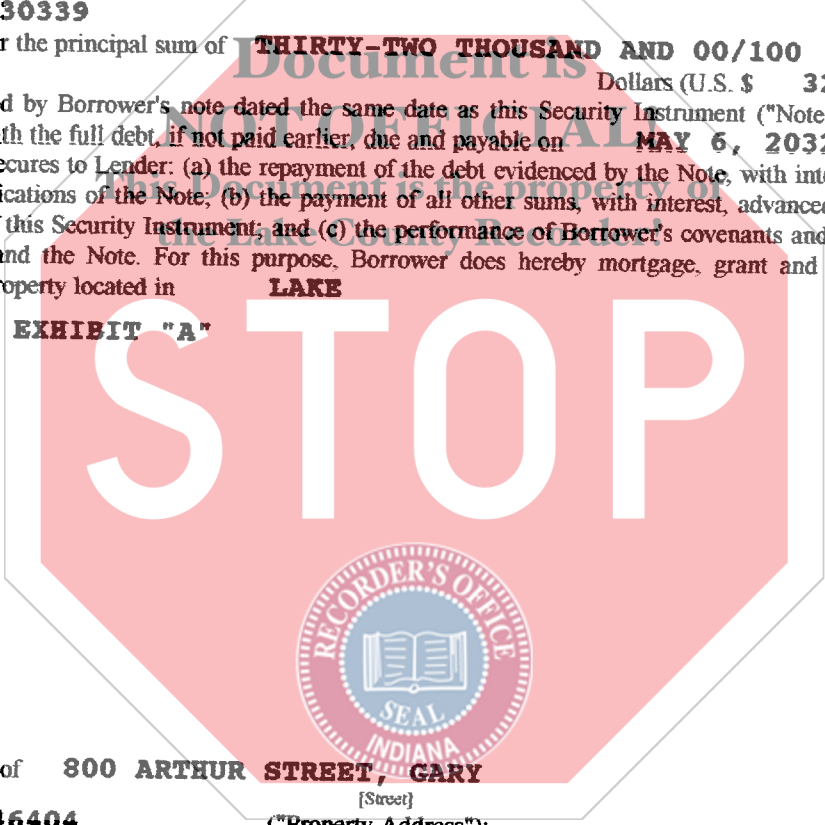 30339
r the principal sum of THIRTY-TWO THOUSAND AND 00/100
Document is
Dollars (U.S. $ 32
d by Borrower's note dated the same date as this Security Instrument ("Note
NOT OFFICIAL!
th the full debt, if not paid earlier, due and payable on MAY 6, 2032
ecures to Lender: (a) the repayment of the debt evidenced by the Note, with int
This Document is the property of
ications of the Note; (b) the payment of all other sums, with interest, advance
this Security Instrument; and (c) the performance of Borrower's covenants and
the Lake County Recorder!
nd the Note. For this purpose, Borrower does hereby mortgage, grant and
operty located in LAKE
EXHIBIT "A"
STOP
RECORDER'S OFFICE
SEAL
INDIANA
of 800 ARTHUR STREET, GARY
[Street]
46404 ("Property Address");